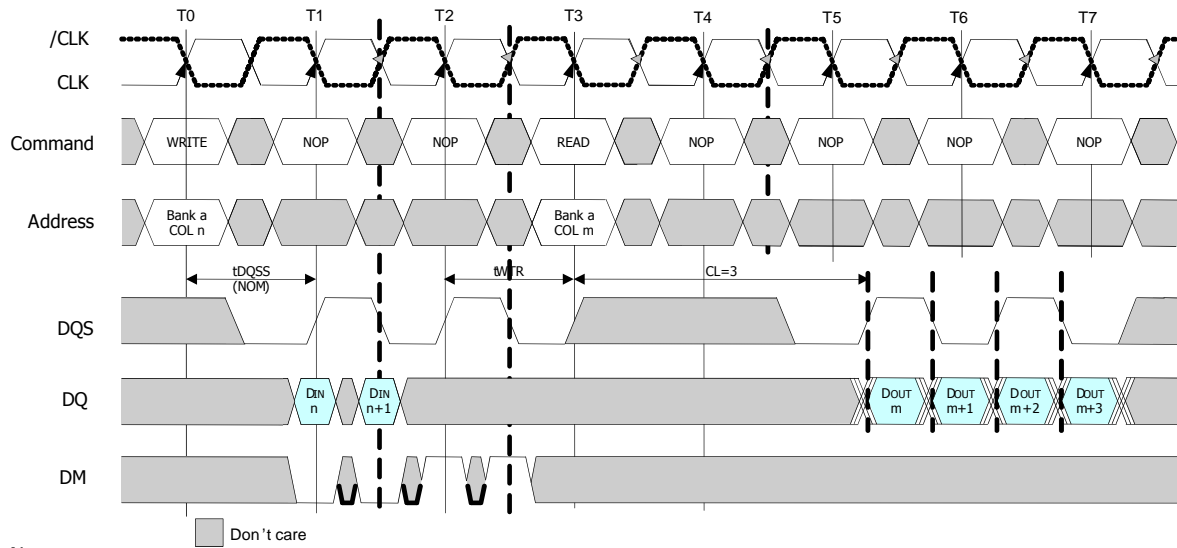 T0 T1 T2 T3 T4 T5 T6 T7
/CLK
CLK
Command WRITE NOP NOP READ NOP NOP NOP NOP
Address Bank a COL n Bank a COL m
tDQSS (NOM) tWTR CL=3
DQS
DQ DIN n DIN n+1 DOUT m DOUT m+1 DOUT m+2 DOUT m+3
DM
Don't care